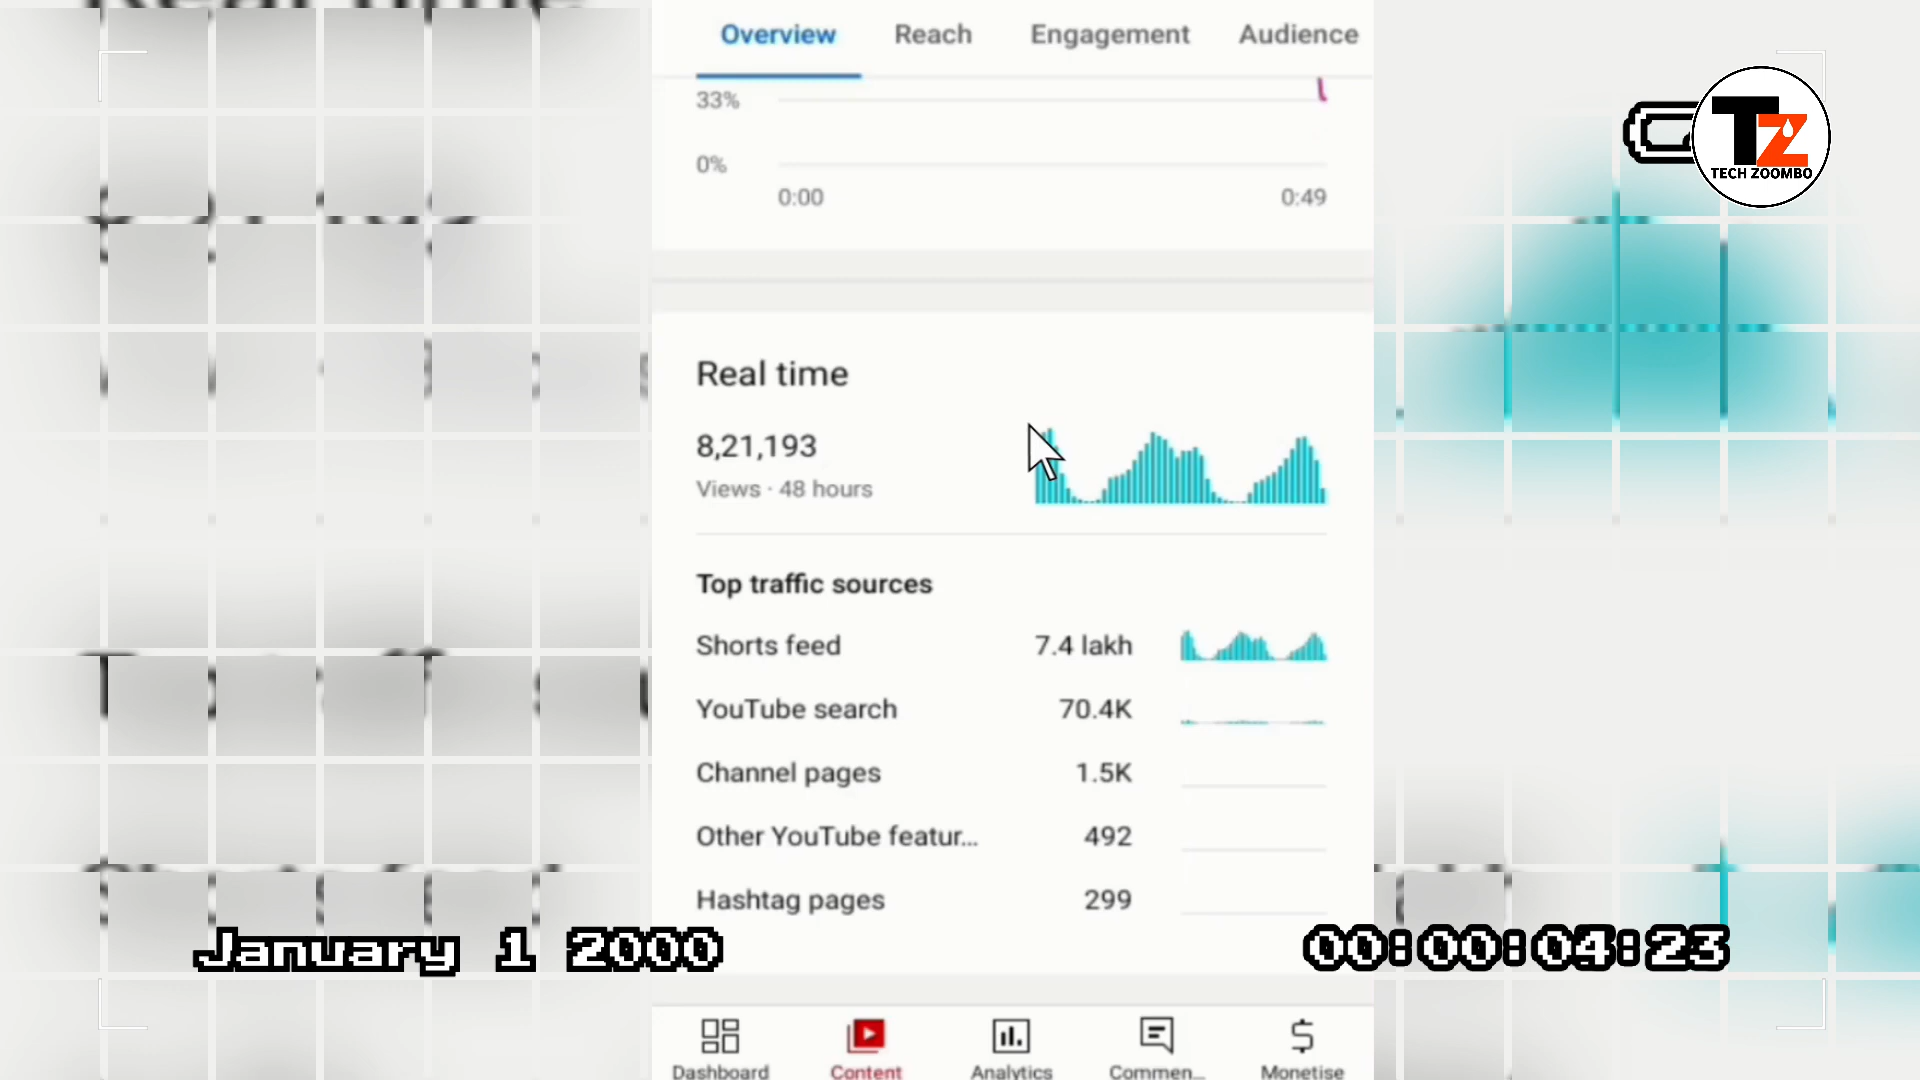 Overview Reach Engagement Audience
33%
0%
0:00 0:49
TZ
TECH ZOOMBO
Real time
8,21,193
Views · 48 hours
Top traffic sources
Shorts feed 7.4 lakh
YouTube search 70.4K
Channel pages 1.5K
Other YouTube featur... 492
Hashtag pages 299
January 1 2000 00:00:04:23
Dashboard Content Analytics Commen... Monetise